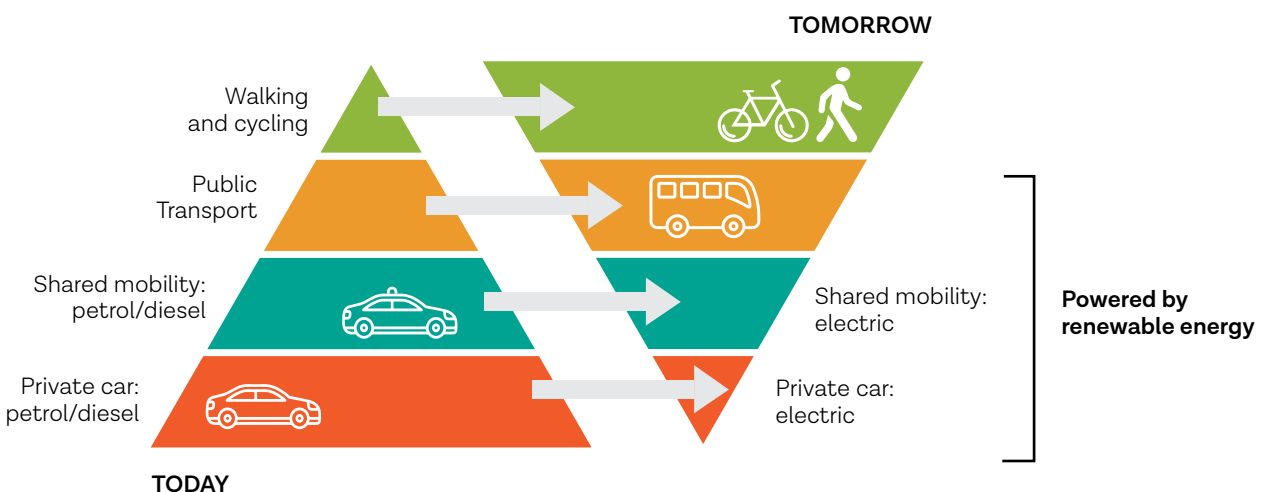 TOMORROW
Walking
and cycling
Public
Transport
Shared mobility:
petrol/diesel
Shared mobility:
electric
Powered by
renewable energy
Private car:
petrol/diesel
Private car:
electric
TODAY